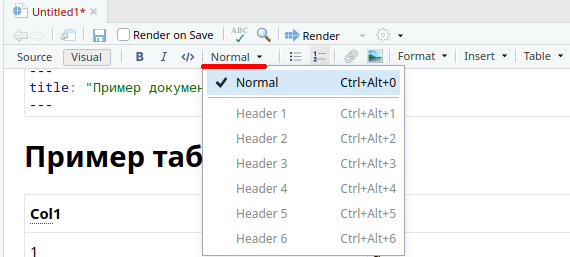 Untitled1*
Render on Save ABC Render
Source Visual B I </> Normal Format Insert Table
---
title: "Пример докумен
---
Normal Ctrl+Alt+0
Header 1 Ctrl+Alt+1
Header 2 Ctrl+Alt+2
Header 3 Ctrl+Alt+3
Header 4 Ctrl+Alt+4
Header 5 Ctrl+Alt+5
Header 6 Ctrl+Alt+6
Пример таб
Col1
1